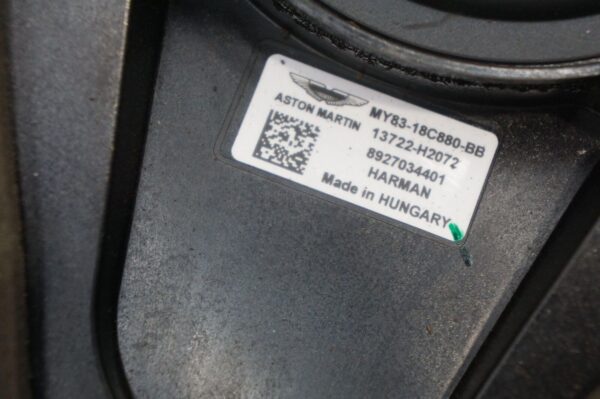 ASTON MARTIN
MY83-18C880-BB
13722-H2072
8927034401
HARMAN
Made in HUNGARY